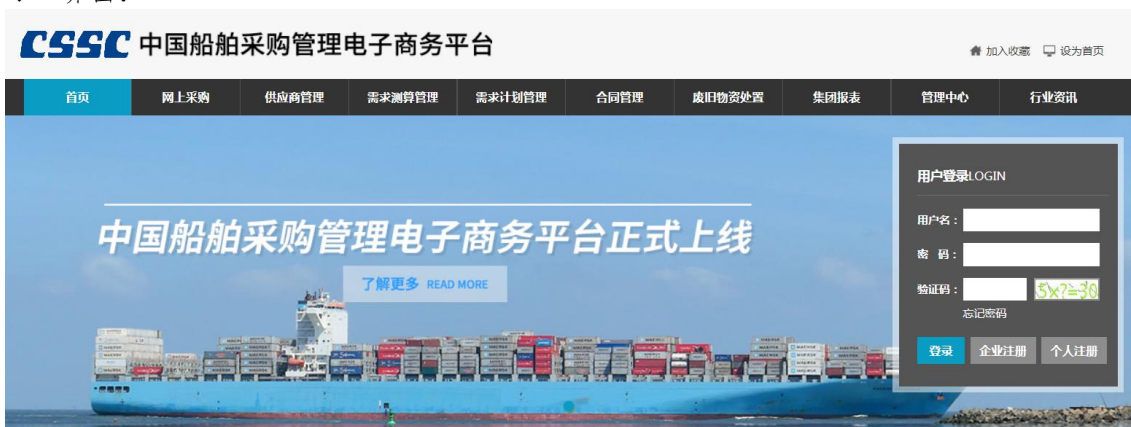 CSSC 中国船舶采购管理电子商务平台
加入收藏 设为首页
首页 网上采购 供应商管理 需求测算管理 需求计划管理 合同管理 废旧物资处置 集团报表 管理中心 行业资讯
中国船舶采购管理电子商务平台正式上线
了解更多 READ MORE
用户登录LOGIN
用户名：
密 码：
验证码： 5x?=30
忘记密码
登录 企业注册 个人注册